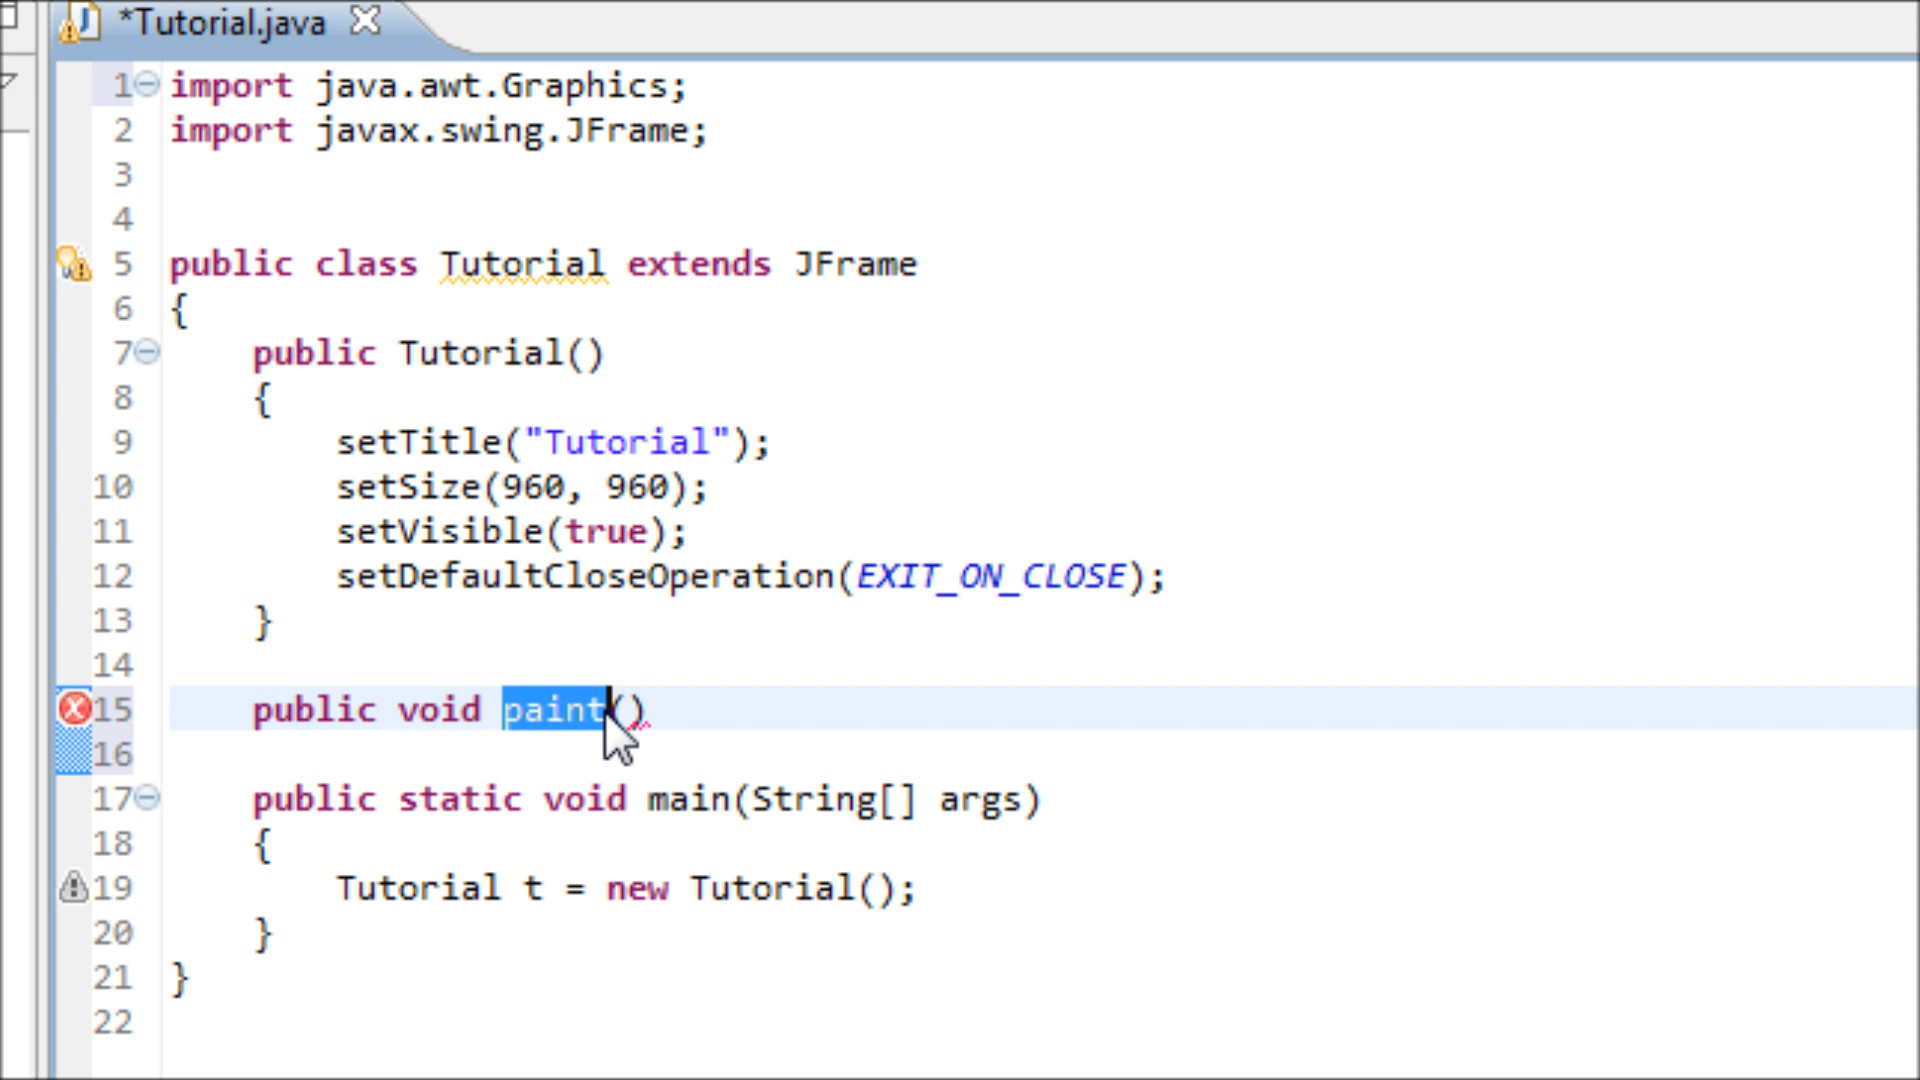 *Tutorial.java
1 import java.awt.Graphics;
2 import javax.swing.JFrame;
3
4
5 public class Tutorial extends JFrame
6 {
7     public Tutorial()
8     {
9         setTitle("Tutorial");
10         setSize(960, 960);
11         setVisible(true);
12         setDefaultCloseOperation(EXIT_ON_CLOSE);
13     }
14
15     public void paint()
16
17     public static void main(String[] args)
18     {
19         Tutorial t = new Tutorial();
20     }
21 }
22